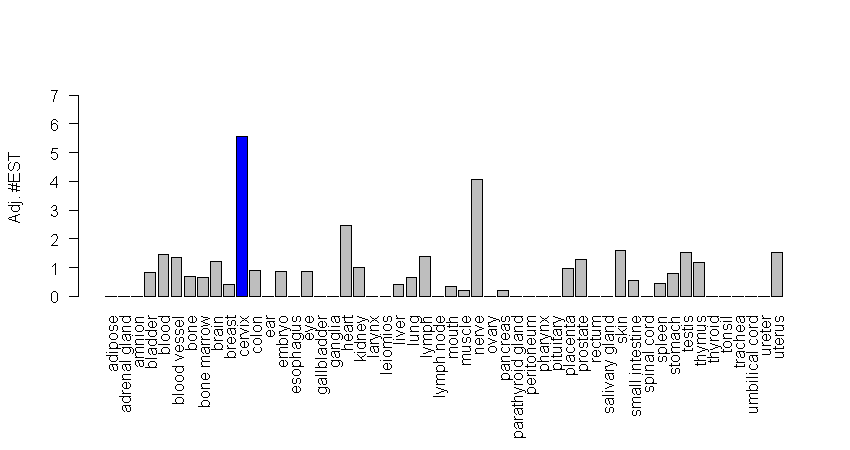 Adj. #EST
7
6
5
4
3
2
1
0
adipose
adrenal gland
amnion
bladder
blood
blood vessel
bone
bone marrow
brain
breast
cervix
colon
ear
embryo
esophagus
eye
gallbladder
ganglia
heart
kidney
larynx
leiomios
liver
lung
lymph
lymph node
mouth
muscle
nerve
ovary
pancreas
parathyroid gland
peritoneum
pharynx
pituitary
placenta
prostate
rectum
salivary gland
skin
small intestine
spinal cord
spleen
stomach
testis
thymus
thyroid
tonsil
trachea
umbilical cord
ureter
uterus